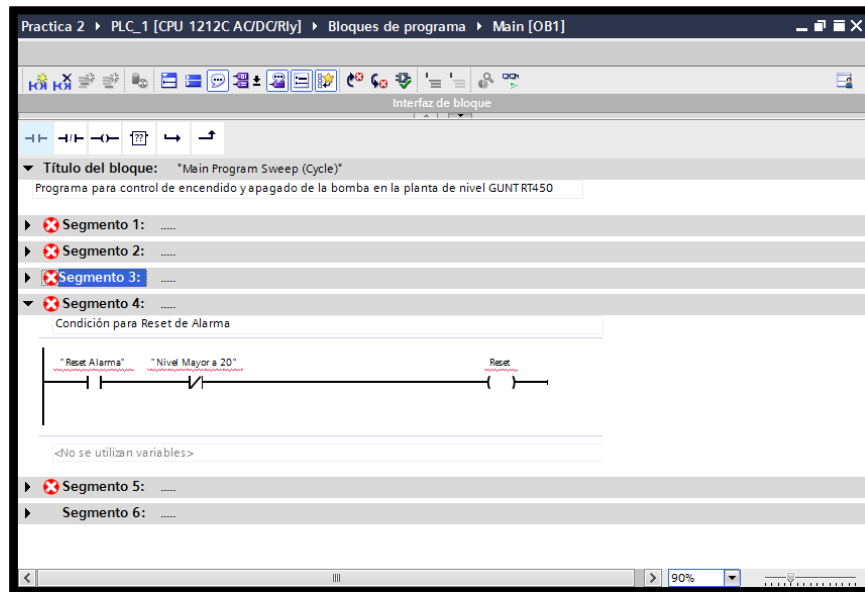 Practica 2 ▸ PLC_1 [CPU 1212C AC/DC/Rly] ▸ Bloques de programa ▸ Main [OB1]
Interfaz de bloque
??
Título del bloque: "Main Program Sweep (Cycle)"
Programa para control de encendido y apagado de la bomba en la planta de nivel GUNT RT450
Segmento 1: .....
Segmento 2: .....
Segmento 3: .....
Segmento 4: .....
Condición para Reset de Alarma
"Reset Alarma" "Nivel Mayor a 20" Reset
<No se utilizan variables>
Segmento 5: .....
Segmento 6: .....
90%